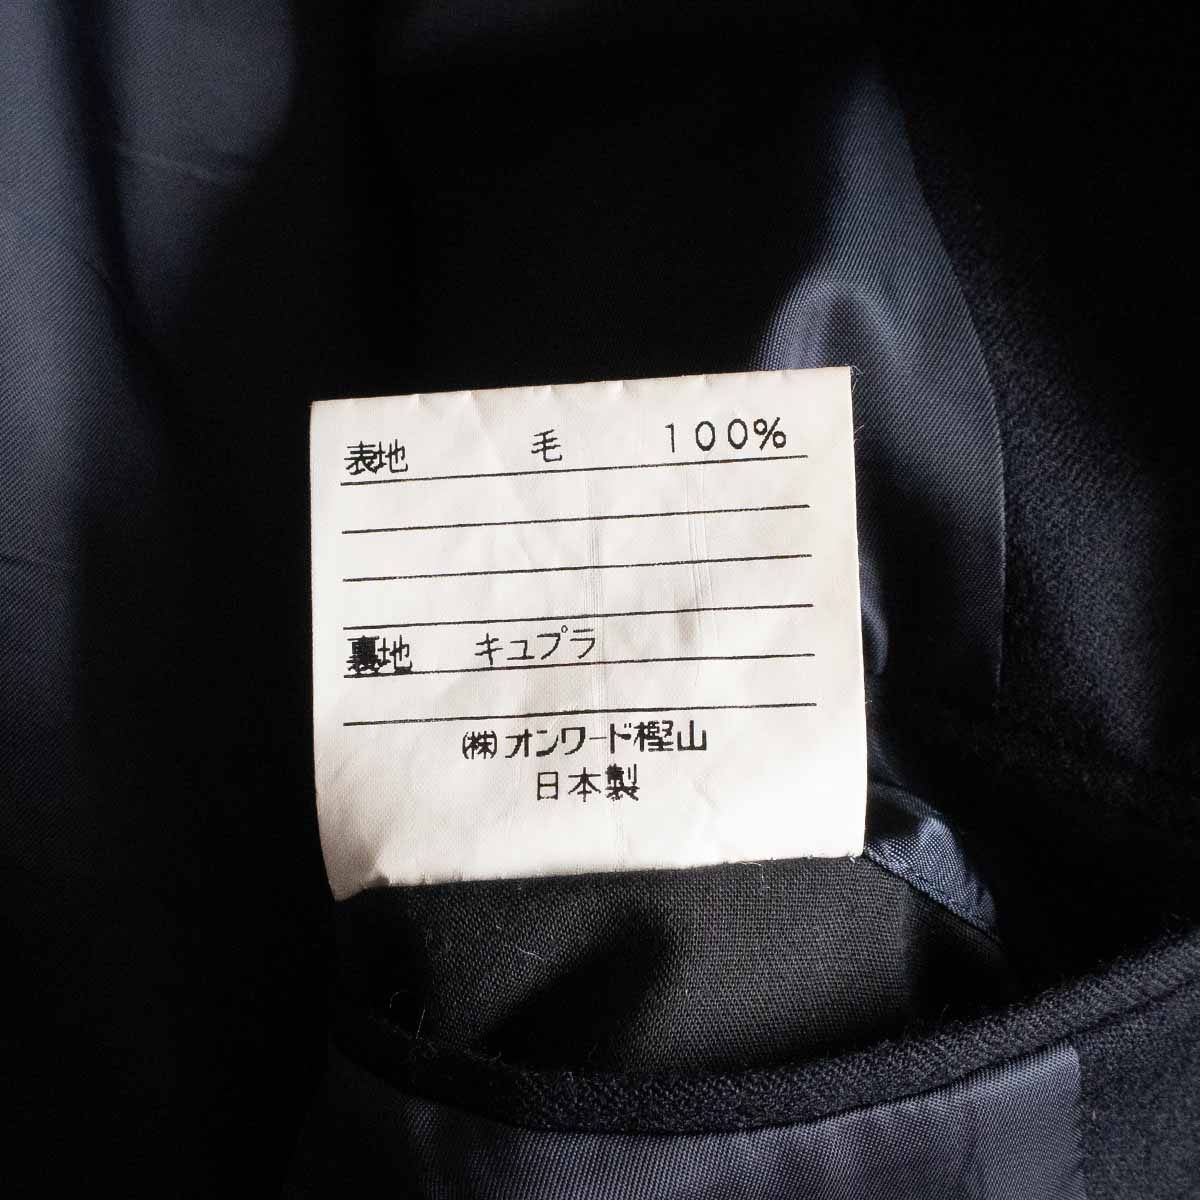 表地 毛 100%
裏地 キュプラ
㈱オンワード樫山
日本製